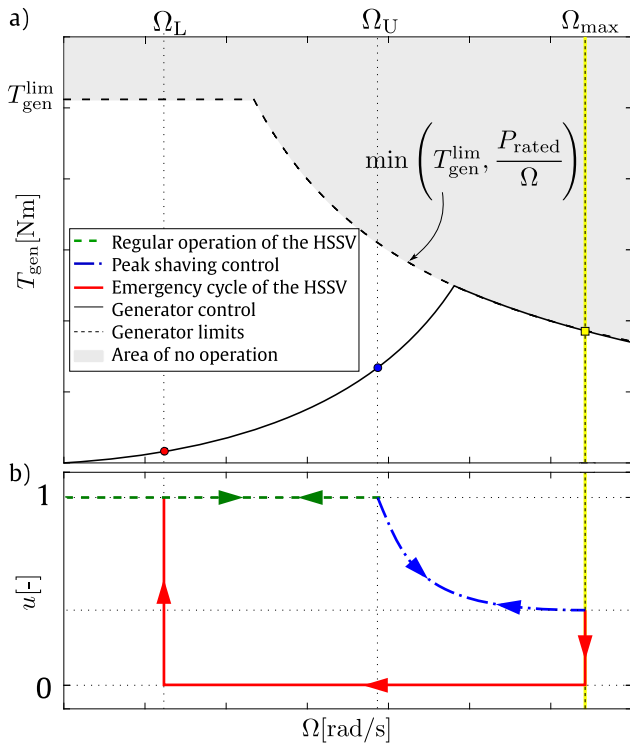 a)
Ω_L
Ω_U
Ω_max
T_gen^lim
min(T_gen^lim, P_rated/Ω)
T_gen[Nm]
Regular operation of the HSSV
Peak shaving control
Emergency cycle of the HSSV
Generator control
Generator limits
Area of no operation
b)
1
u[-]
0
Ω[rad/s]